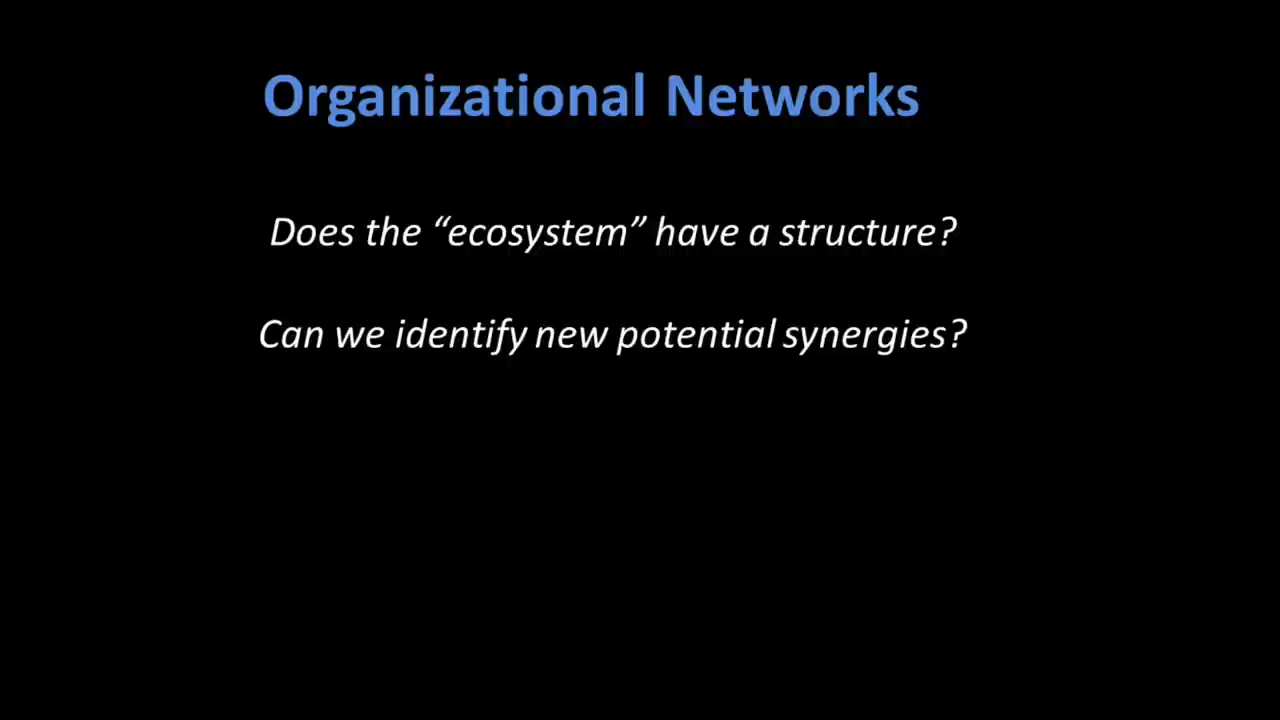 Organizational Networks
Does the “ecosystem” have a structure?
Can we identify new potential synergies?